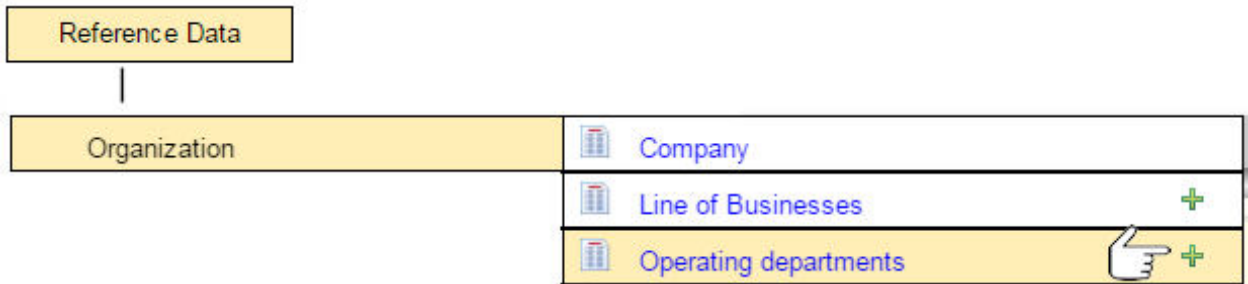 Reference Data
Organization
Company
Line of Businesses
Operating departments